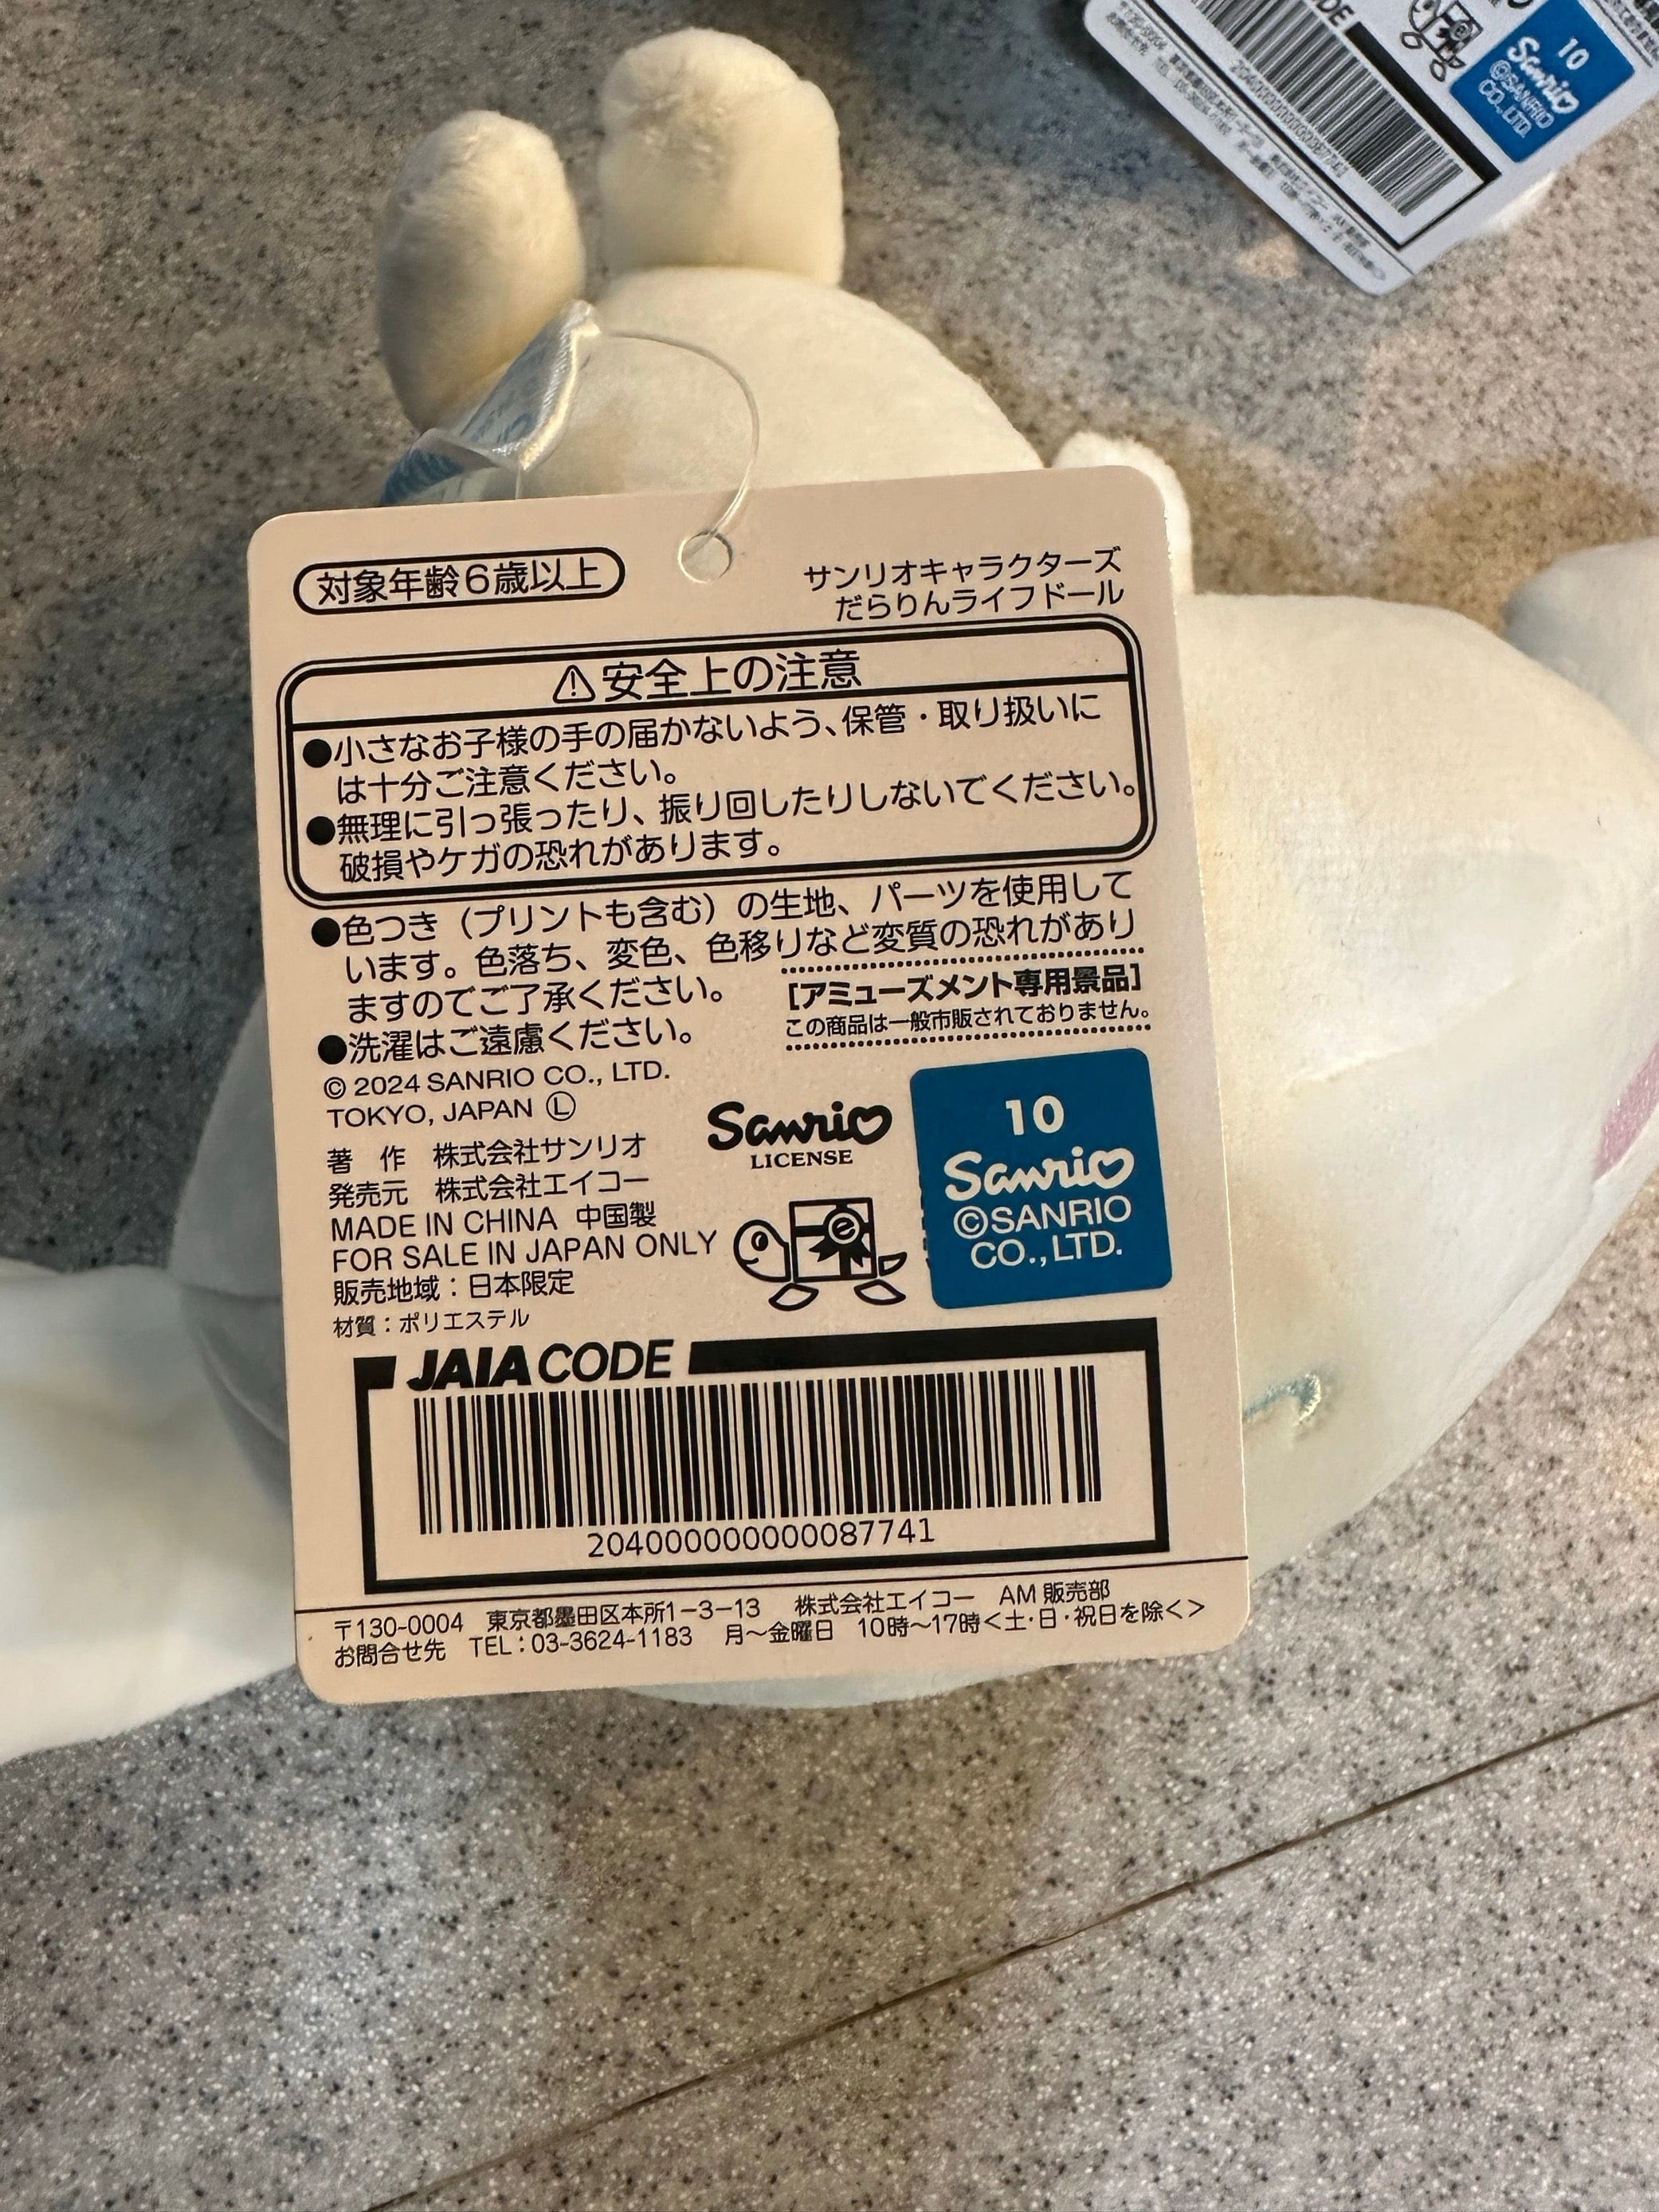 対象年齢6歳以上
サンリオキャラクターズ
だらりんライフドール
⚠安全上の注意
●小さなお子様の手の届かないよう、保管・取り扱いに
は十分ご注意ください。
●無理に引っ張ったり、振り回したりしないでください。
破損やケガの恐れがあります。
●色つき（プリントも含む）の生地、パーツを使用して
います。色落ち、変色、色移りなど変質の恐れがあり
ますのでご了承ください。
●洗濯はご遠慮ください。
[アミューズメント専用景品]
この商品は一般市販されておりません。
© 2024 SANRIO CO., LTD.
TOKYO, JAPAN Ⓛ
著 作 株式会社サンリオ
発売元 株式会社エイコー
MADE IN CHINA 中国製
FOR SALE IN JAPAN ONLY
販売地域：日本限定
材質：ポリエステル
Sanrio
LICENSE
e
10
Sanrio
©SANRIO
CO., LTD.
JAIA CODE
204000000000087741
〒130-0004 東京都墨田区本所1-3-13 株式会社エイコー AM 販売部
お問合せ先 TEL：03-3624-1183 月〜金曜日 10時〜17時＜土・日・祝日を除く＞
10
Sanrio
©SANRIO
CO., LTD.